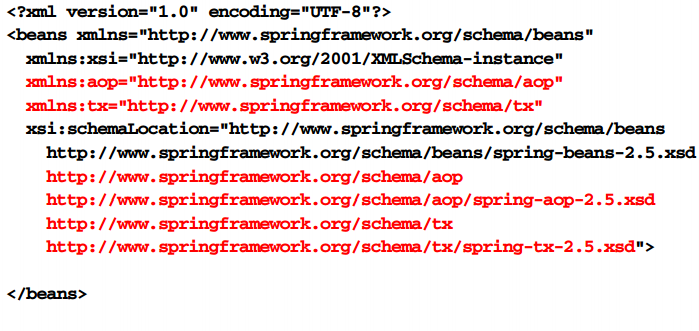 <?xml version="1.0" encoding="UTF-8"?>
<beans xmlns="http://www.springframework.org/schema/beans"
xmlns:xsi="http://www.w3.org/2001/XMLSchema-instance"
xmlns:aop="http://www.springframework.org/schema/aop"
xmlns:tx="http://www.springframework.org/schema/tx"
xsi:schemaLocation="http://www.springframework.org/schema/beans
http://www.springframework.org/schema/beans/spring-beans-2.5.xsd
http://www.springframework.org/schema/aop
http://www.springframework.org/schema/aop/spring-aop-2.5.xsd
http://www.springframework.org/schema/tx
http://www.springframework.org/schema/tx/spring-tx-2.5.xsd">
</beans>